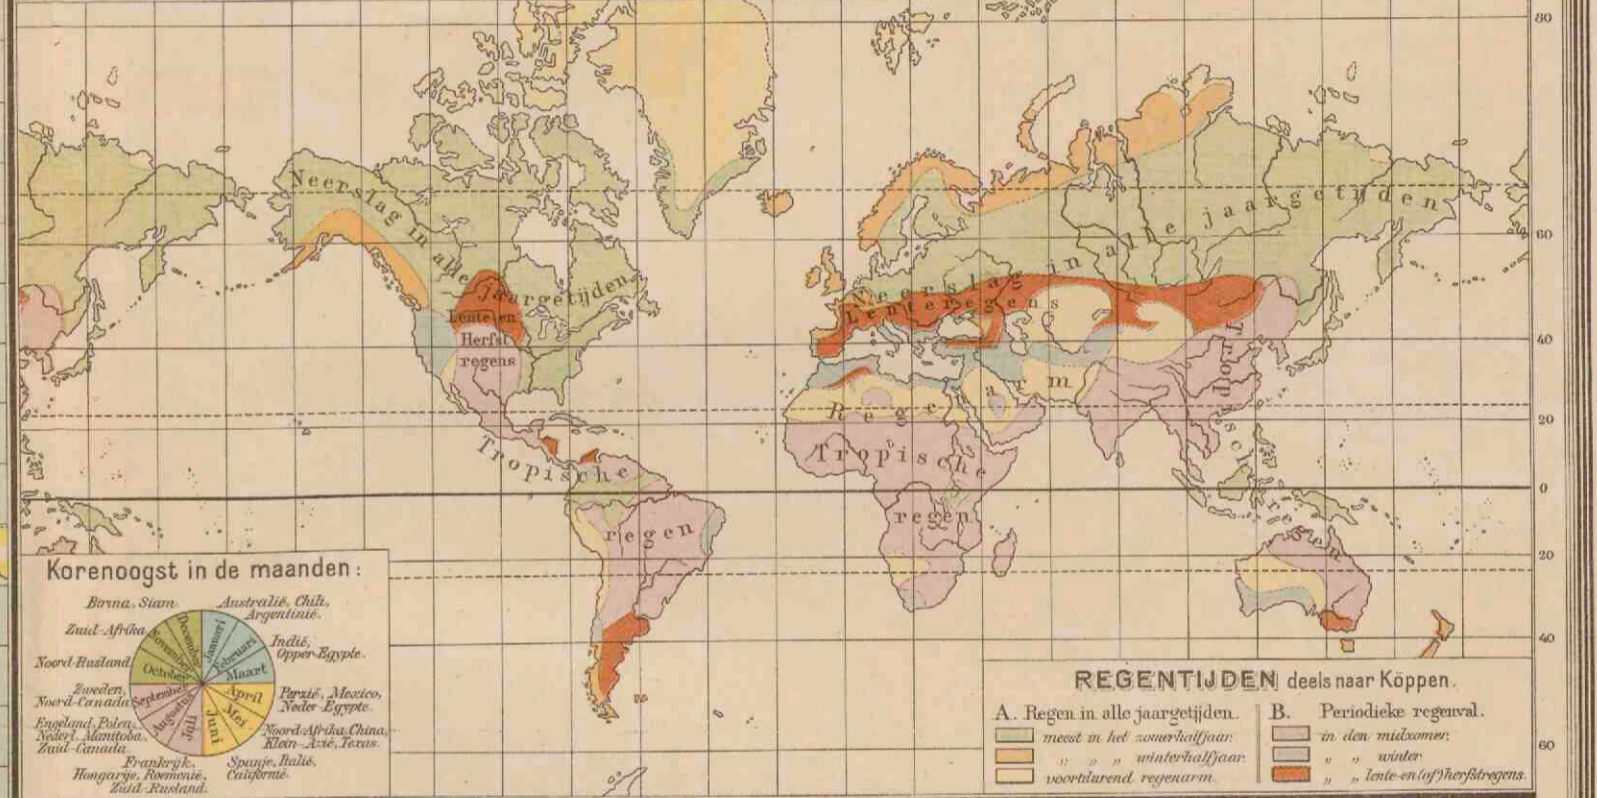 80
60
40
20
0
20
40
60
Neerslag in alle jaargetijden
Lente-en
Herfst
regens
Tropische
regen
Neerslag in alle jaargetijden
Lenteregens
Regenarm
Tropische
regen
Tropische regen
Korenoogst in de maanden:
Birma, Siam.
Australië, Chili,
Argentinië.
Zuid-Afrika
Indië,
Opper-Egypte.
Noord-Rusland
Zweden,
Noord-Canada
Perzië, Mexico,
Neder-Egypte.
Engeland, Polen,
Nederl. Manitoba,
Zuid-Canada
Noord-Afrika, China,
Klein-Azië, Texas.
Frankrijk,
Hongarije, Roemenië,
Zuid-Rusland.
Spanje, Italië,
Californië.
Januari
Februari
Maart
April
Mei
Juni
Juli
Augustus
September
October
November
December
REGENTIJDEN deels naar Köppen.
A. Regen in alle jaargetijden.
meest in het zomerhalfjaar.
„ „ „ winterhalfjaar.
voortdurend regenarm.
B. Periodieke regenval.
in den midzomer.
„ „ winter
„ „ lente-en(of)herfstregens.